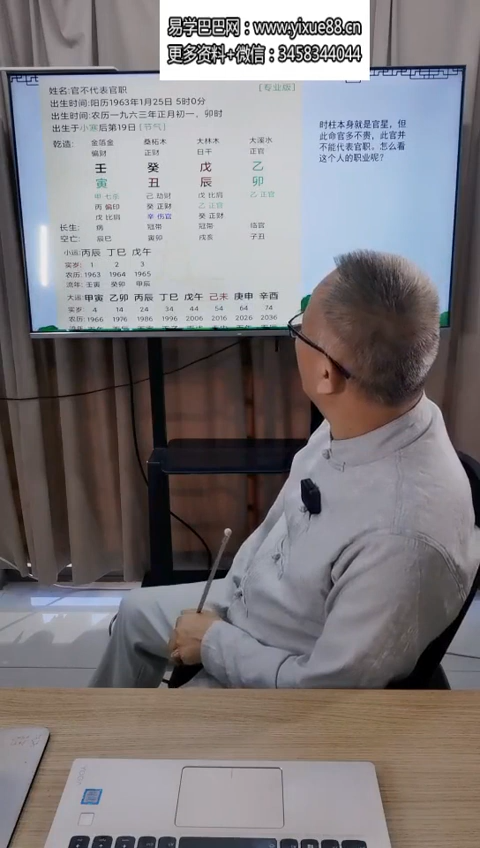 易学巴巴网：www.yixue88.cn
更多资料+微信：3458344044
姓名:官不代表官职 [专业版]
出生时间:阳历1963年1月25日 5时0分
出生时间:农历一九六三年正月初一，卯时
出生于小寒后第19日 [节气]
乾造: 金箔金 桑柘木 大林木 大溪水
偏财 正财 日干 正官
壬 癸 戊 乙
寅 丑 辰 卯
甲 七杀 己 劫财 戊 比肩 乙 正官
丙 偏印 癸 正财 乙 正官
戊 比肩 辛 伤官 癸 正财
长生: 病 冠带 冠带 临官
空亡: 辰巳 寅卯 戌亥 子丑
小运:丙辰 丁巳 戊午
实岁: 1 2 3
农历: 1963 1964 1965
流年: 壬寅 癸卯 甲辰
大运:甲寅 乙卯 丙辰 丁巳 戊午 己未 庚申 辛酉
实岁: 4 14 24 34 44 54 64 74
农历: 1966 1976 1986 1996 2006 2016 2026 2036
时柱本身就是官星，但
此命官多不贵，此官并
不能代表官职。怎么看
这个人的职业呢?